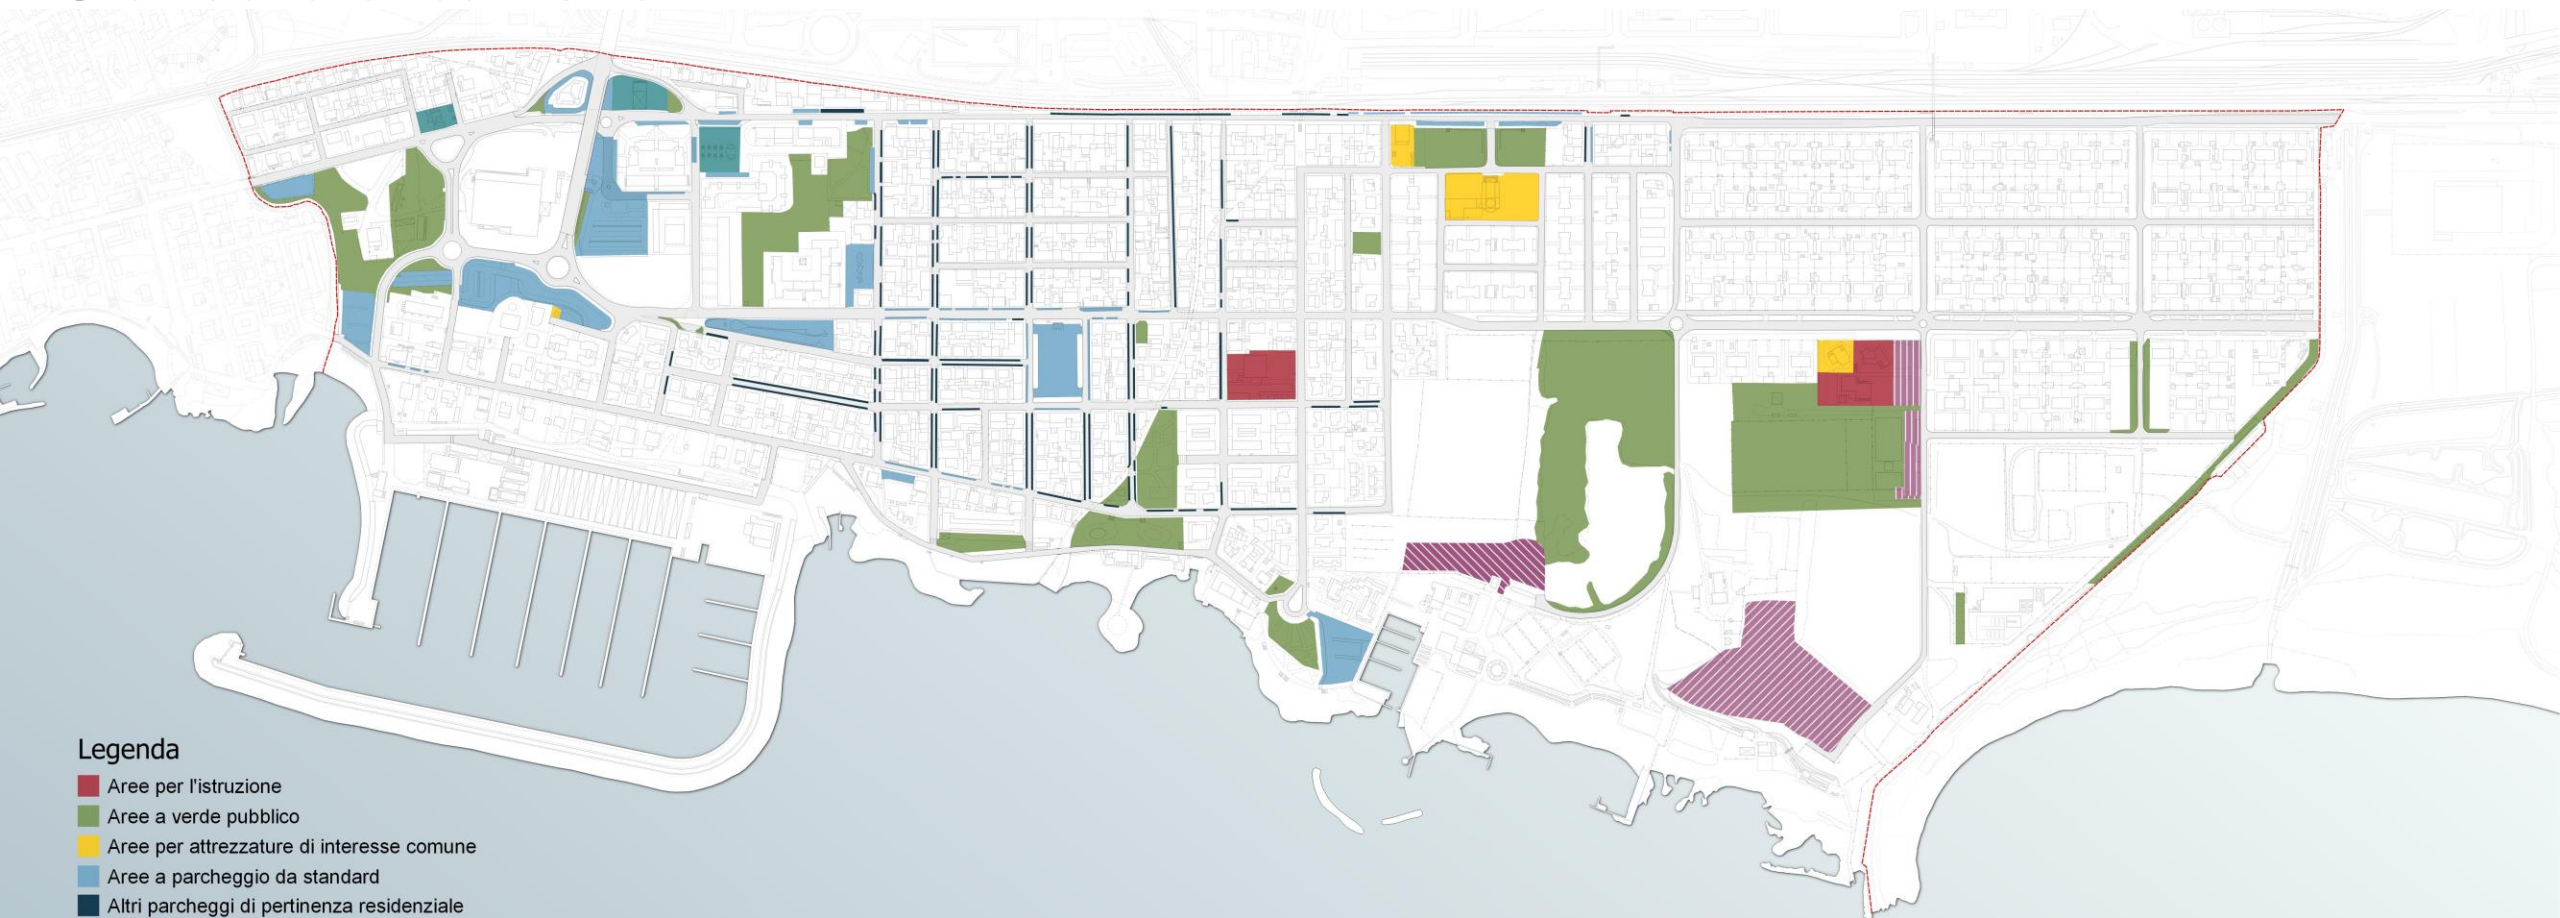 Legenda
Aree per l'istruzione
Aree a verde pubblico
Aree per attrezzature di interesse comune
Aree a parcheggio da standard
Altri parcheggi di pertinenza residenziale